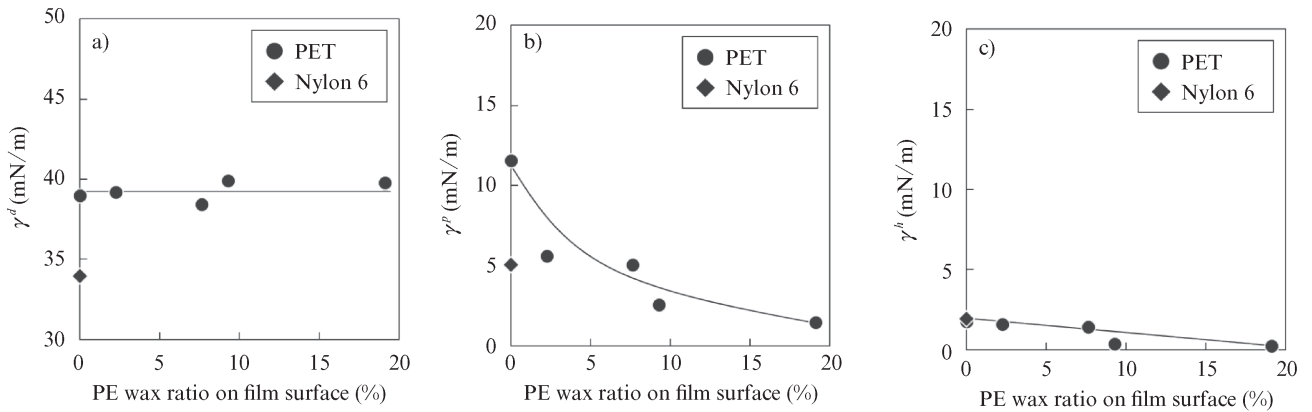 a)
PET
Nylon 6
50
45
40
35
30
γd (mN/m)
0 5 10 15 20
PE wax ratio on film surface (%)
b)
PET
Nylon 6
20
15
10
5
0
γp (mN/m)
0 5 10 15 20
PE wax ratio on film surface (%)
c)
PET
Nylon 6
20
15
10
5
0
γh (mN/m)
0 5 10 15 20
PE wax ratio on film surface (%)